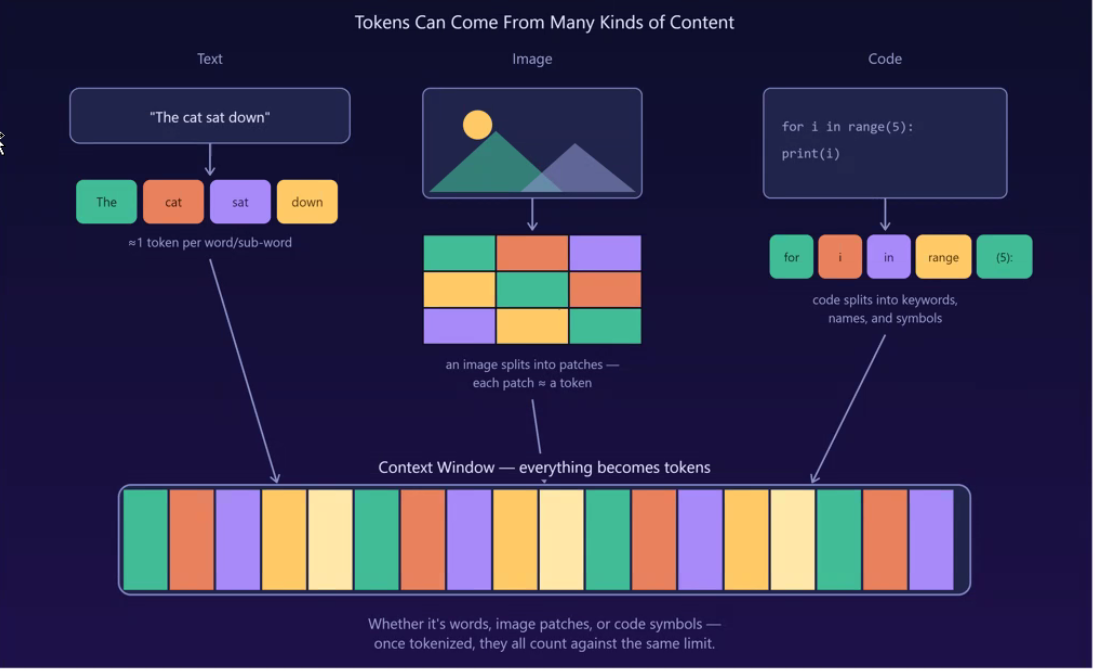 Tokens Can Come From Many Kinds of Content
Text
Image
Code
"The cat sat down"
for i in range(5):
print(i)
The
cat
sat
down
≈1 token per word/sub-word
for
i
in
range
(5):
code splits into keywords,
names, and symbols
an image splits into patches —
each patch ≈ a token
Context Window — everything becomes tokens
Whether it's words, image patches, or code symbols —
once tokenized, they all count against the same limit.